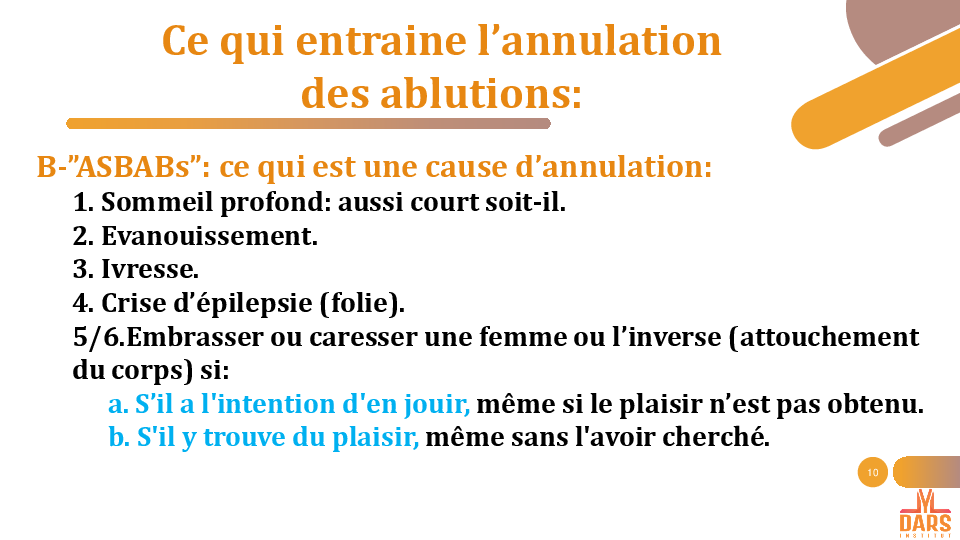 Ce qui entraine l’annulation
des ablutions:
B-”ASBABs”: ce qui est une cause d’annulation:
1. Sommeil profond: aussi court soit-il.
2. Evanouissement.
3. Ivresse.
4. Crise d’épilepsie (folie).
5/6.Embrasser ou caresser une femme ou l’inverse (attouchement
du corps) si:
a. S’il a l'intention d'en jouir, même si le plaisir n’est pas obtenu.
b. S'il y trouve du plaisir, même sans l'avoir cherché.
10
DARS
INSTITUT